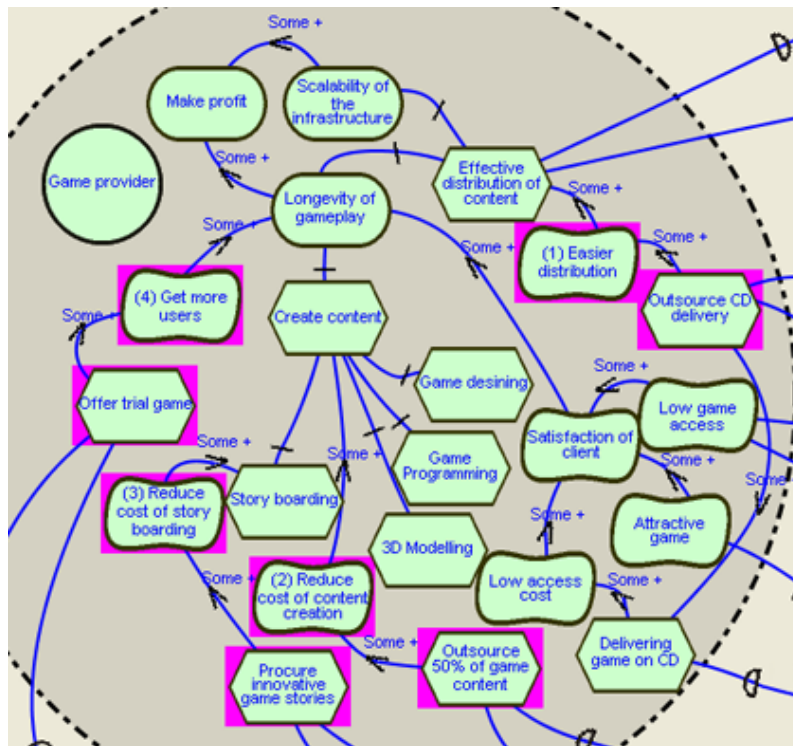 Some +
Make profit
Scalability of
the
infrastructure
Game provider
Some +
Effective
distribution of
content
Longevity of
gameplay
Some +
Some +
Some +
(1) Easier
distribution
Some +
(4) Get more
users
Some +
Create content
Outsource CD
delivery
Game desining
Some +
Offer trial game
Low game
access
Satisfaction of
client
Some +
Some +
Game
Programming
Some +
(3) Reduce
cost of story
boarding
Story boarding
Some
Attractive
game
Some +
3D Modelling
Some +
(2) Reduce
cost of content
creation
Low access
cost
Some +
Some +
Delivering
game on CD
Procure
innovative
game stories
Outsource
50% of game
content